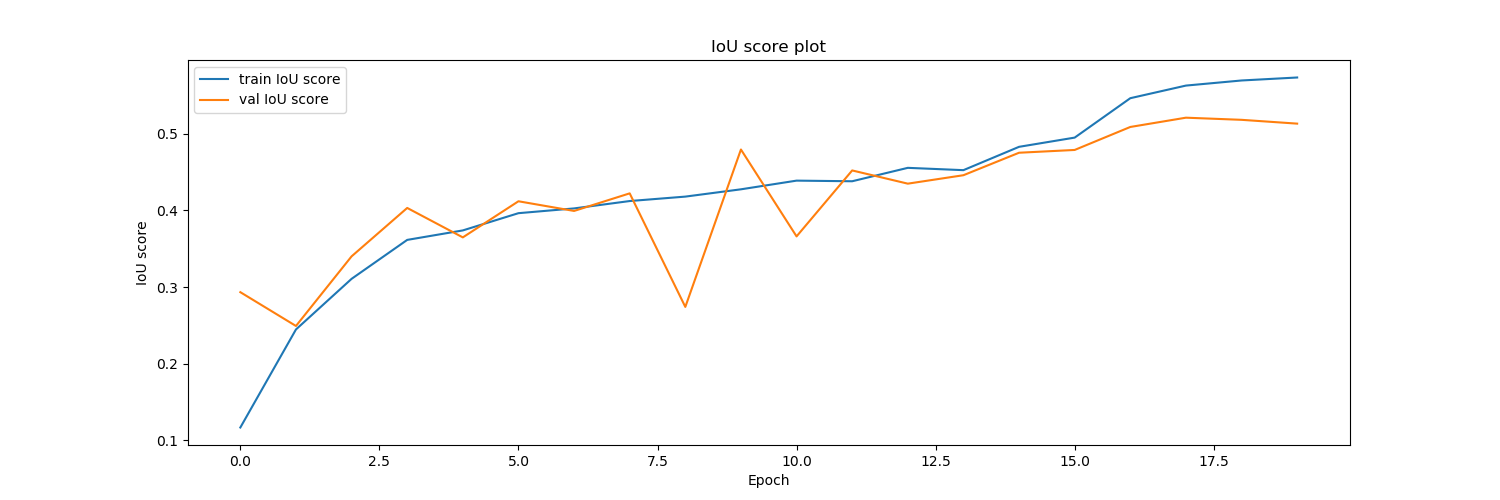 IoU score plot
train IoU score
val IoU score
0.5
0.4
0.3
0.2
0.1
IoU score
0.0 2.5 5.0 7.5 10.0 12.5 15.0 17.5
Epoch